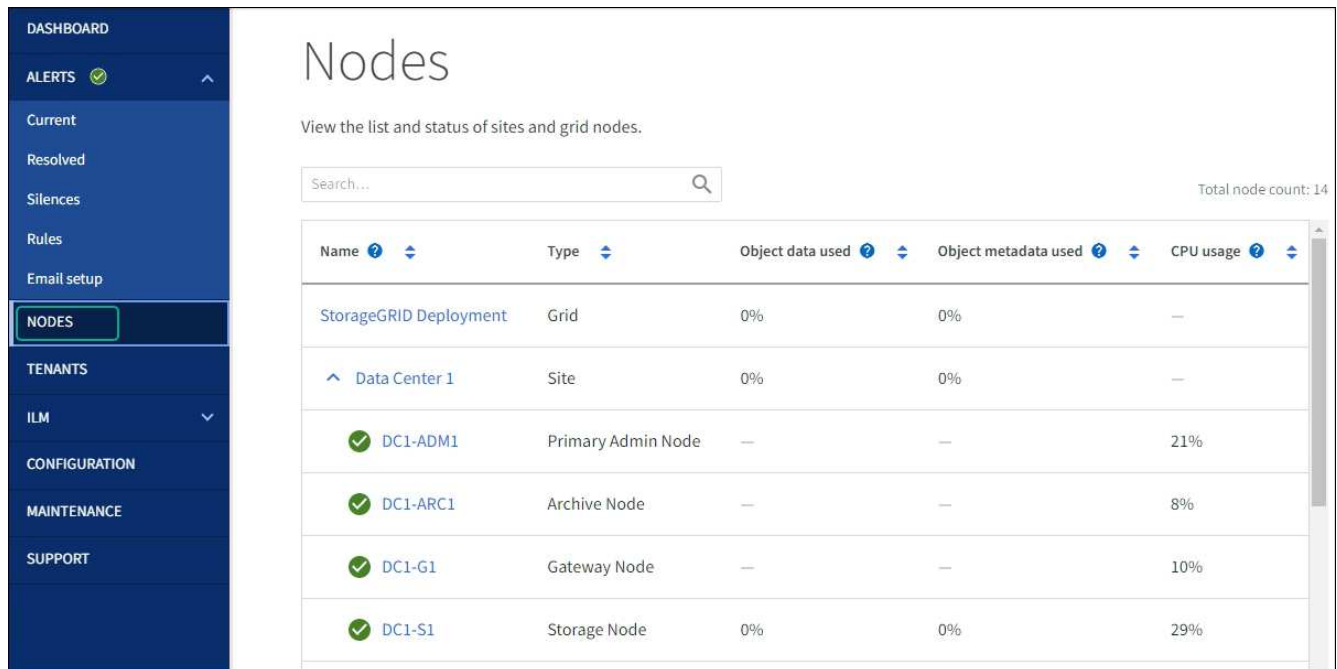 DASHBOARD
ALERTS
Current
Resolved
Silences
Rules
Email setup
NODES
TENANTS
ILM
CONFIGURATION
MAINTENANCE
SUPPORT
Nodes
View the list and status of sites and grid nodes.
Search...
Total node count: 14
Name ? Type Object data used ? Object metadata used ? CPU usage ?
StorageGRID Deployment Grid 0% 0% —
Data Center 1 Site 0% 0% —
DC1-ADM1 Primary Admin Node — — 21%
DC1-ARC1 Archive Node — — 8%
DC1-G1 Gateway Node — — 10%
DC1-S1 Storage Node 0% 0% 29%